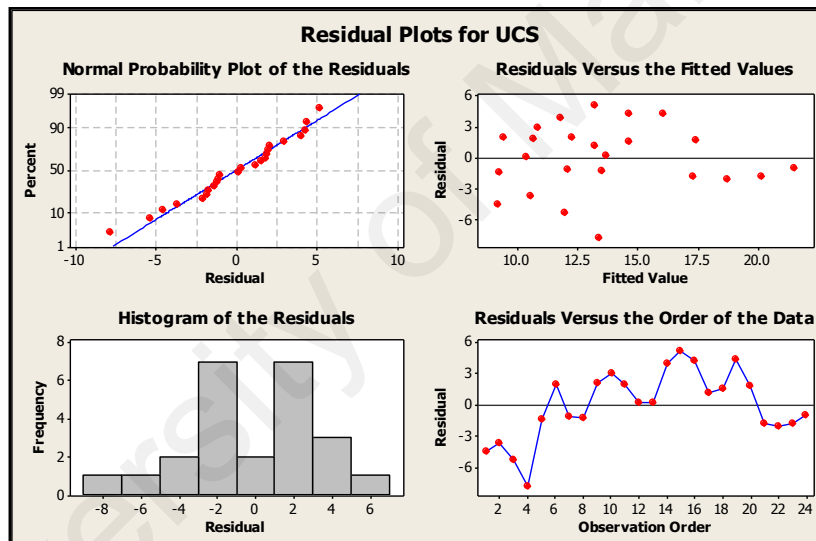 Residual Plots for UCS
Normal Probability Plot of the Residuals
99
90
50
10
1
Percent
-10 -5 0 5 10
Residual
Residuals Versus the Fitted Values
6
3
0
-3
-6
Residual
10.0 12.5 15.0 17.5 20.0
Fitted Value
Histogram of the Residuals
8
6
4
2
0
Frequency
-8 -6 -4 -2 0 2 4 6
Residual
Residuals Versus the Order of the Data
6
3
0
-3
-6
Residual
2 4 6 8 10 12 14 16 18 20 22 24
Observation Order
ersity of Ma